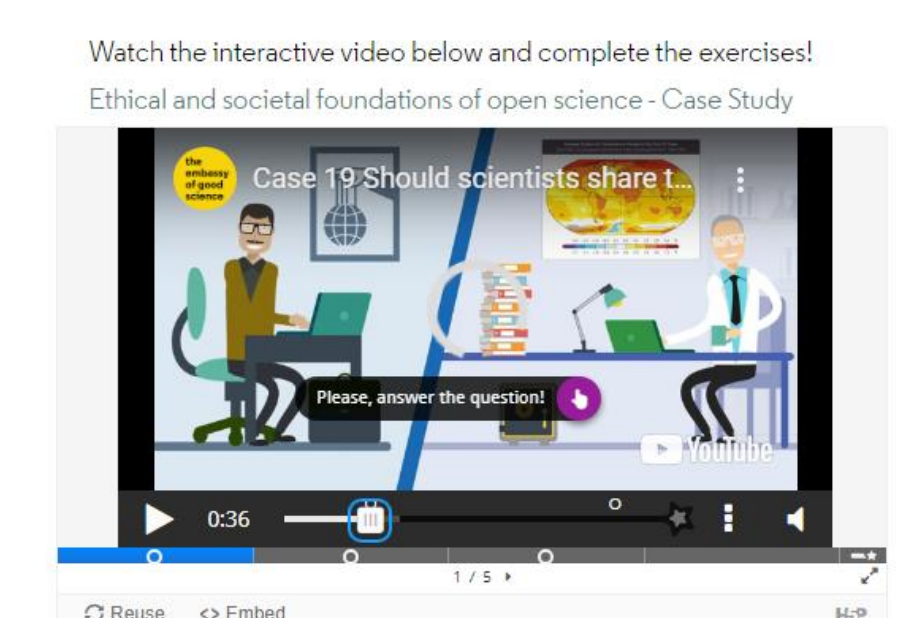 Watch the interactive video below and complete the exercises!
Ethical and societal foundations of open science - Case Study
the
embassy
of good
science
Case 19 Should scientists share t...
Please, answer the question!
YouTube
0:36
1 / 5
Reuse <> Embed
H5P